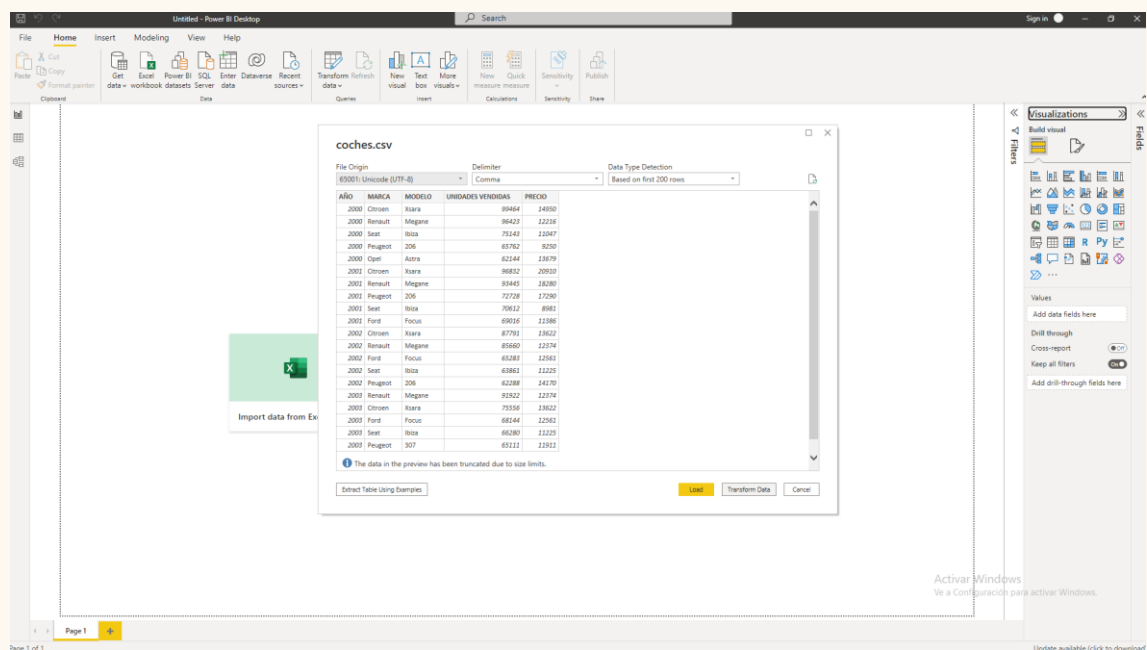 Untitled - Power BI Desktop
Search
Sign in
File Home Insert Modeling View Help
Paste
Cut
Copy
Format painter
Get data
Excel workbook
Power BI datasets
SQL Server
Enter data
Dataverse
Recent sources
Transform data
Refresh
New visual
Text box
More visuals
New measure
Quick measure
Sensitivity
Publish
Clipboard Data Queries Insert Calculations Sensitivity Share
coches.csv
File Origin Delimiter Data Type Detection
65001: Unicode (UTF-8) Comma Based on first 200 rows
AÑO MARCA MODELO UNIDADES VENDIDAS PRECIO
2000 Citroen Xsara 99464 14950
2000 Renault Megane 96423 12216
2000 Seat Ibiza 75143 11047
2000 Peugeot 206 65762 9250
2000 Opel Astra 62144 13679
2001 Citroen Xsara 96832 20910
2001 Renault Megane 93445 18280
2001 Peugeot 206 72728 17290
2001 Seat Ibiza 70612 8981
2001 Ford Focus 69016 11386
2002 Citroen Xsara 87791 13622
2002 Renault Megane 85660 12374
2002 Ford Focus 65283 12561
2002 Seat Ibiza 63861 11225
2002 Peugeot 206 62288 14170
2003 Renault Megane 91922 12374
2003 Citroen Xsara 75556 13622
2003 Ford Focus 68144 12561
2003 Seat Ibiza 66280 11225
2003 Peugeot 307 65111 11911
The data in the preview has been truncated due to size limits.
Extract Table Using Examples
Load Transform Data Cancel
Import data from Ex
Filters
Visualizations
Build visual
R Py
Values
Add data fields here
Drill through
Cross-report Off
Keep all filters On
Add drill-through fields here
Fields
Activar Windows
Ve a Configuración para activar Windows.
Page 1
Page 1 of 1
Update available (click to download)